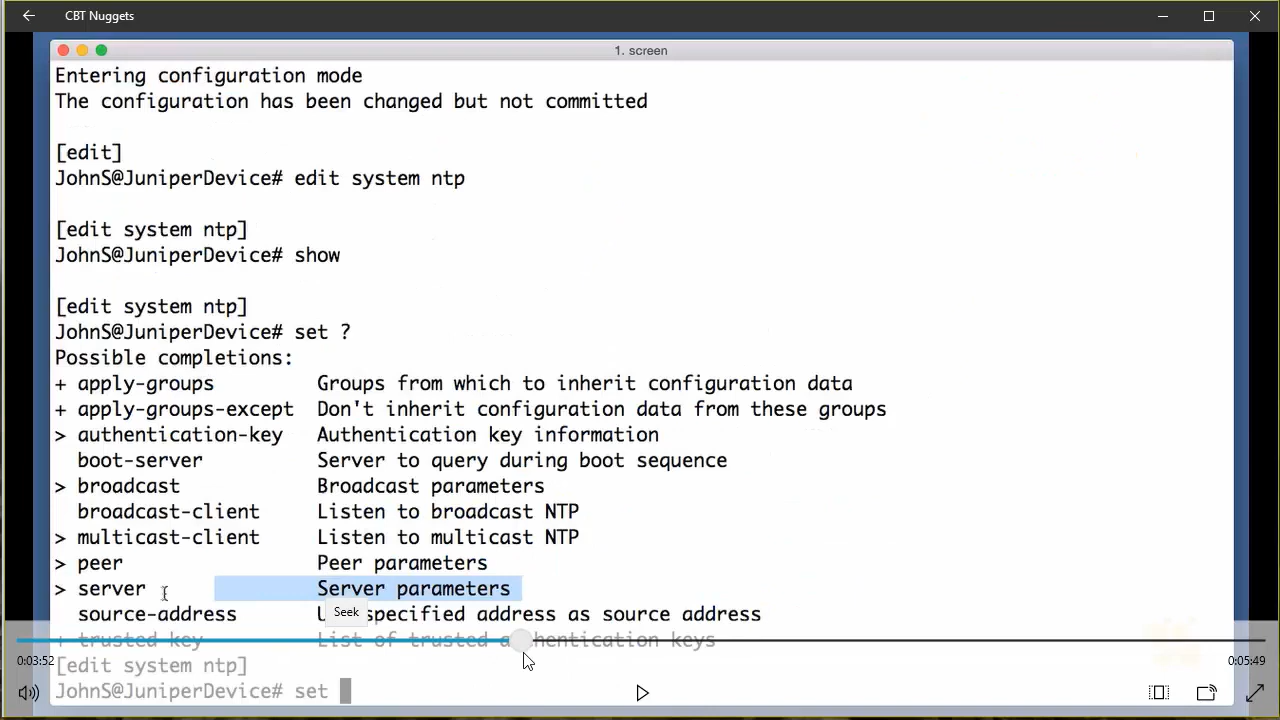 CBT Nuggets
1. screen
Entering configuration mode
The configuration has been changed but not committed
[edit]
JohnS@JuniperDevice# edit system ntp
[edit system ntp]
JohnS@JuniperDevice# show
[edit system ntp]
JohnS@JuniperDevice# set ?
Possible completions:
+ apply-groups Groups from which to inherit configuration data
+ apply-groups-except Don't inherit configuration data from these groups
> authentication-key Authentication key information
boot-server Server to query during boot sequence
> broadcast Broadcast parameters
broadcast-client Listen to broadcast NTP
> multicast-client Listen to multicast NTP
> peer Peer parameters
> server Server parameters
Seek
source-address specified address as source address
+ trusted-key List of trusted authentication keys
0:03:52
0:05:49
[edit system ntp]
JohnS@JuniperDevice# set